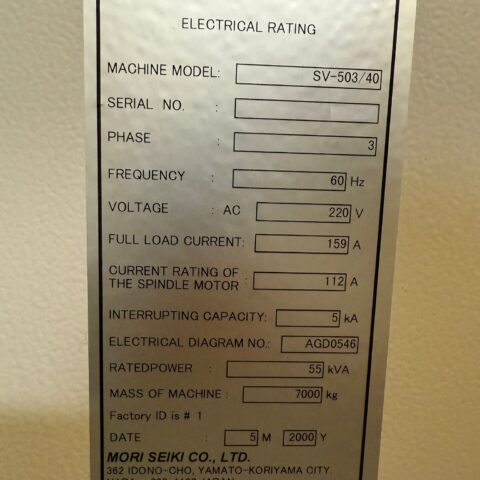 ELECTRICAL RATING
MACHINE MODEL: SV-503/40
SERIAL NO. :
PHASE : 3
FREQUENCY : 60 Hz
VOLTAGE : AC 220 V
FULL LOAD CURRENT: 159 A
CURRENT RATING OF
THE SPINDLE MOTOR : 112 A
INTERRUPTING CAPACITY: 5 kA
ELECTRICAL DIAGRAM NO.: AGD0546
RATEDPOWER : 55 kVA
MASS OF MACHINE : 7000 kg
Factory ID is # 1
DATE : 5 M 2000 Y
MORI SEIKI CO., LTD.
362 IDONO-CHO, YAMATO-KORIYAMA CITY.